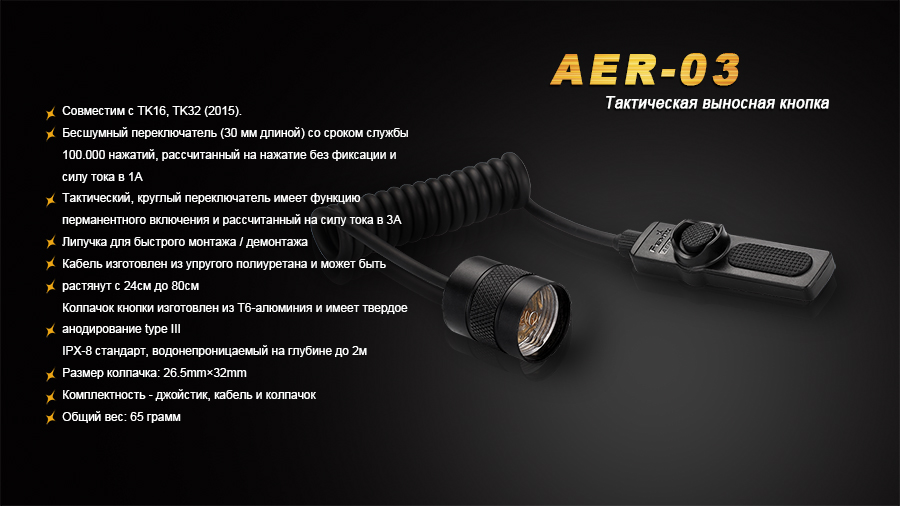 AER-03
Тактическая выносная кнопка
Совместим с TK16, TK32 (2015).
Бесшумный переключатель (30 мм длиной) со сроком службы
100.000 нажатий, рассчитанный на нажатие без фиксации и
силу тока в 1А
Тактический, круглый переключатель имеет функцию
перманентного включения и рассчитанный на силу тока в 3А
Липучка для быстрого монтажа / демонтажа
Кабель изготовлен из упругого полиуретана и может быть
растянут с 24см до 80см
Колпачок кнопки изготовлен из Т6-алюминия и имеет твердое
анодирование type III
IPX-8 стандарт, водонепроницаемый на глубине до 2м
Размер колпачка: 26.5mm×32mm
Комплектность - джойстик, кабель и колпачок
Общий вес: 65 грамм